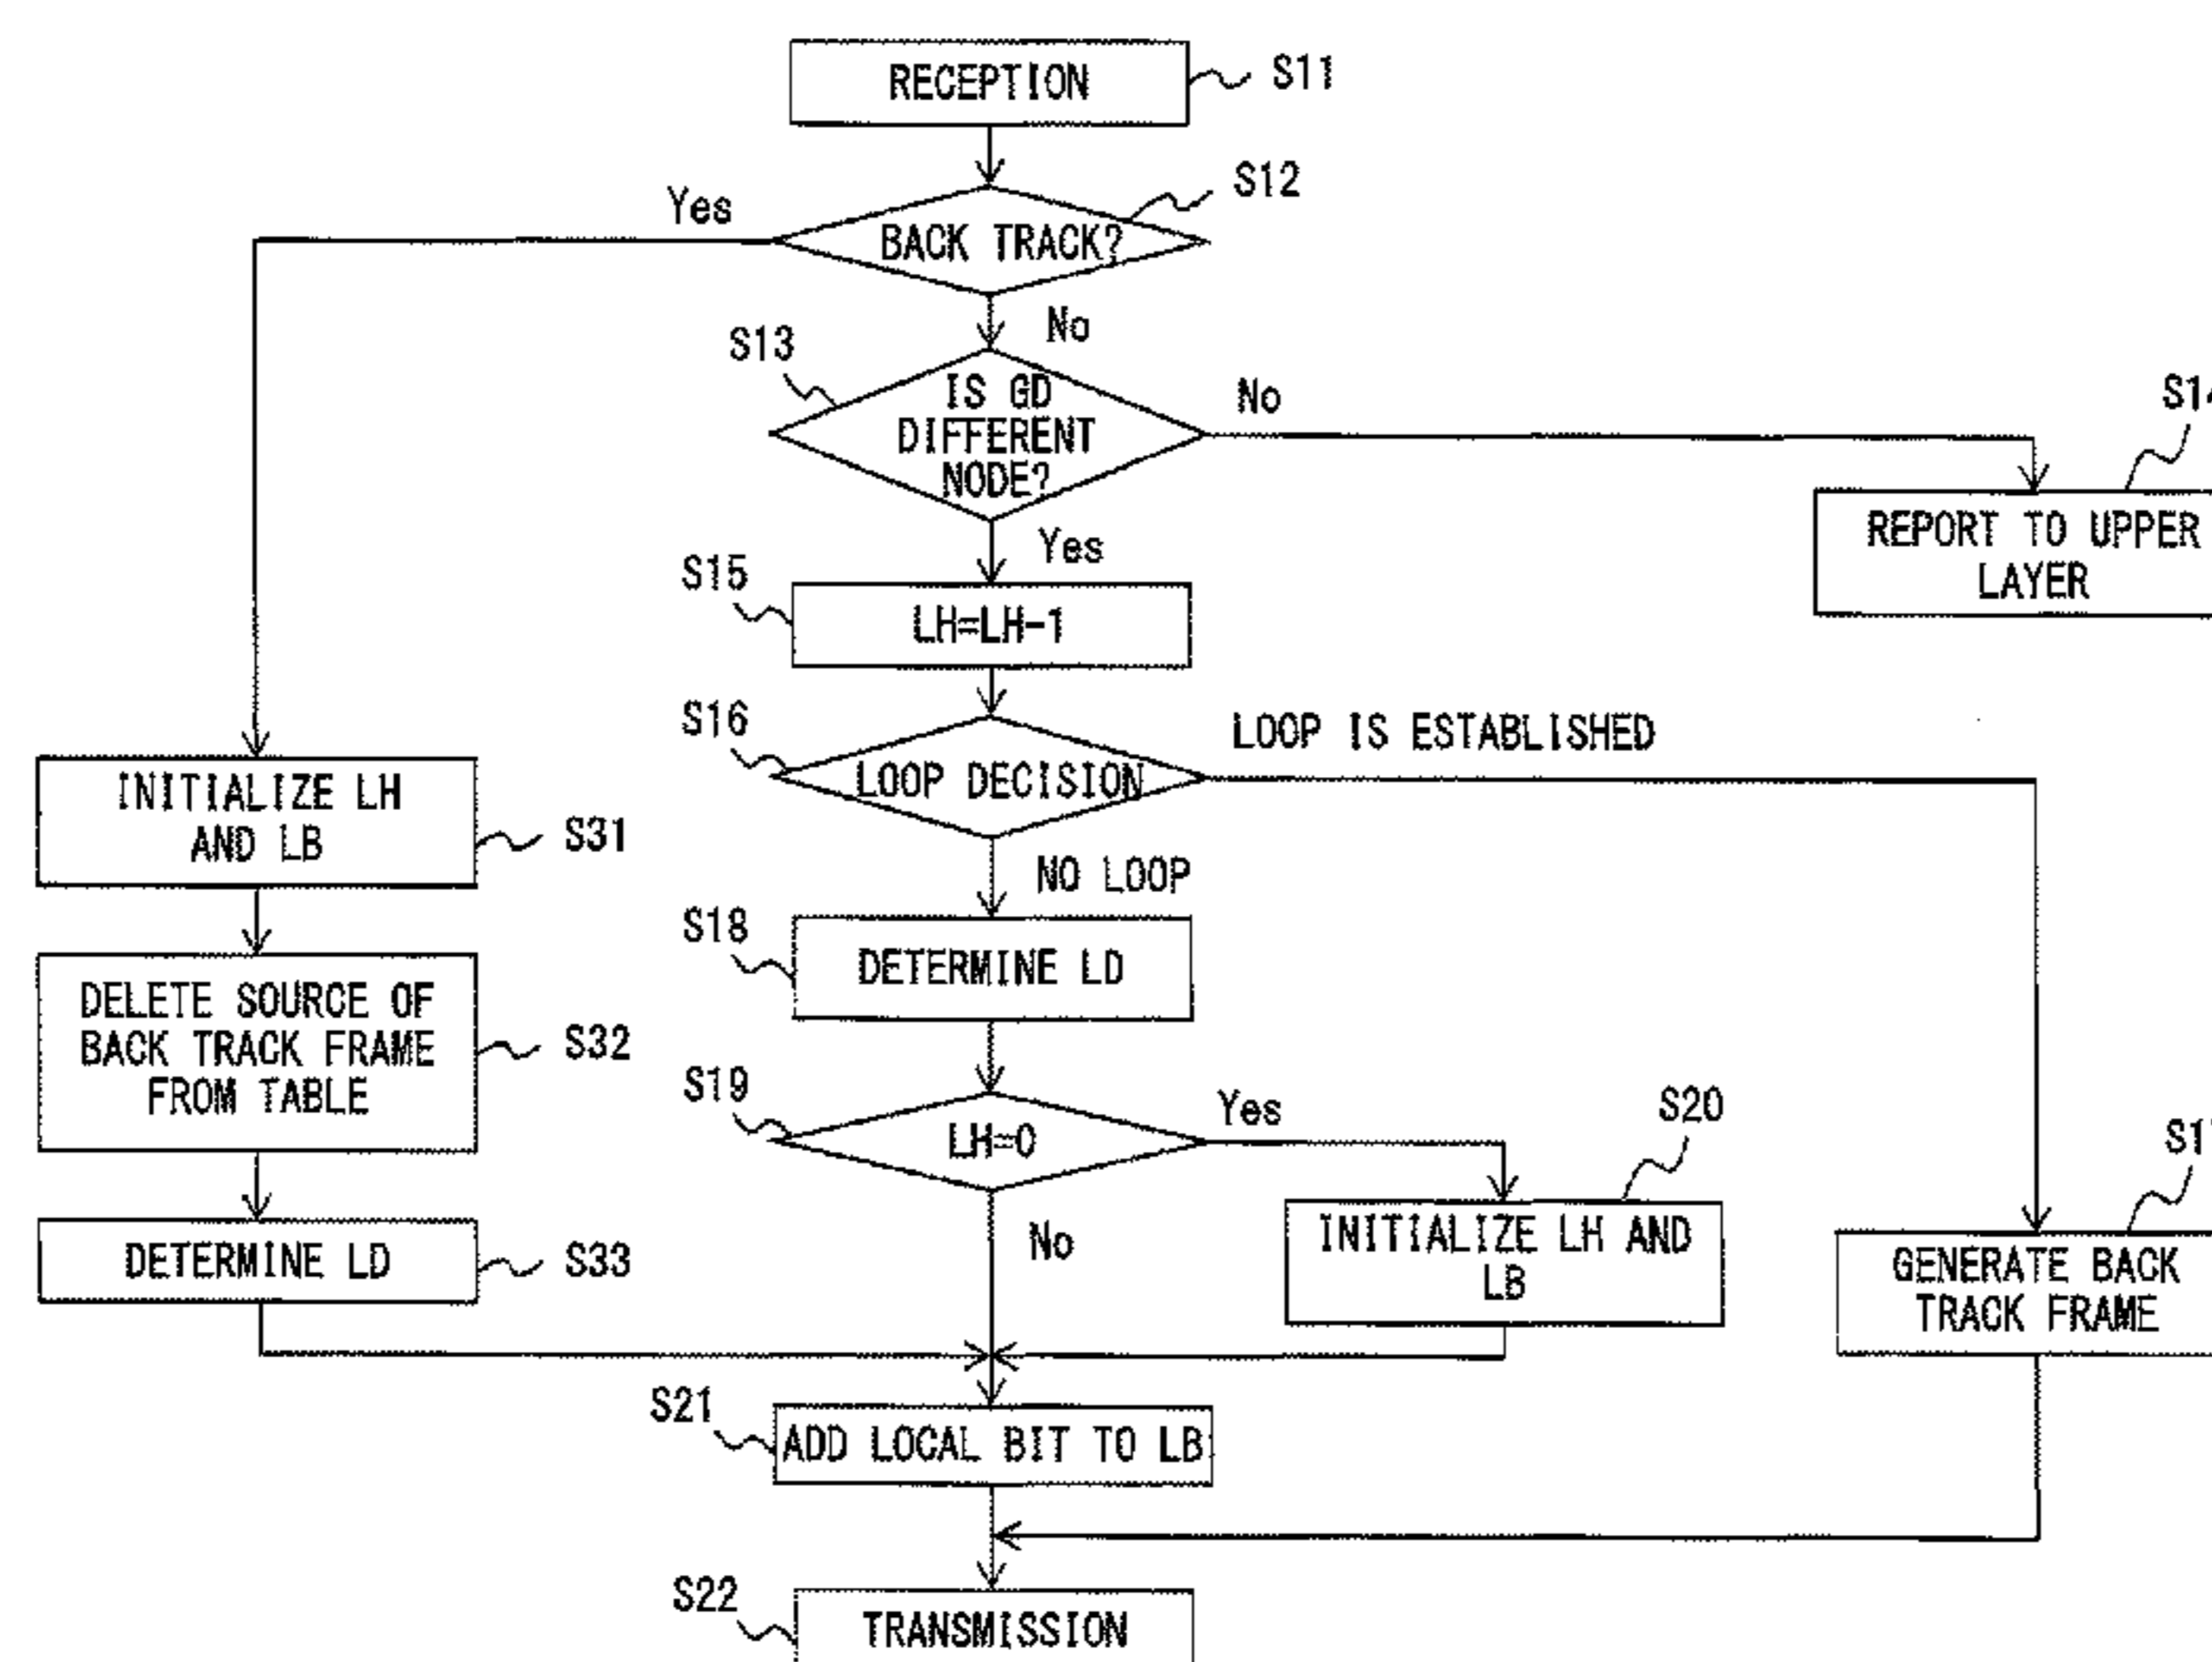 RECEPTION
S11
S12
Yes
BACK TRACK?
No
S13
IS GD
DIFFERENT
NODE?
No
S14
REPORT TO UPPER
LAYER
Yes
S15
LH=LH-1
S16
LOOP DECISION
LOOP IS ESTABLISHED
INITIALIZE LH
AND LB
S31
NO LOOP
S18
DETERMINE LD
DELETE SOURCE OF
BACK TRACK FRAME
FROM TABLE
S32
S19
LH=0
Yes
S20
No
INITIALIZE LH AND
LB
GENERATE BACK
TRACK FRAME
DETERMINE LD
S33
S21
ADD LOCAL BIT TO LB
S22
TRANSMISSION